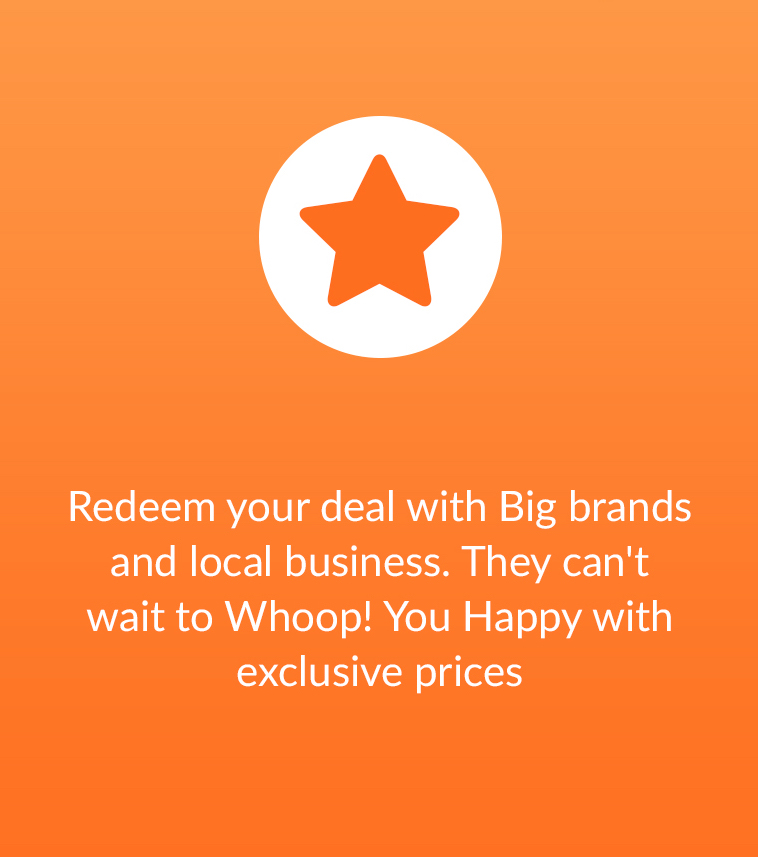 Redeem your deal with Big brands
and local business. They can't
wait to Whoop! You Happy with
exclusive prices